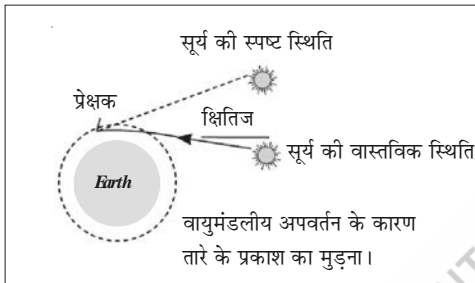 सूर्य की स्पष्ट स्थिति
प्रेक्षक
क्षितिज
सूर्य की वास्तविक स्थिति
Earth
वायुमंडलीय अपवर्तन के कारण
तारे के प्रकाश का मुड़ना।